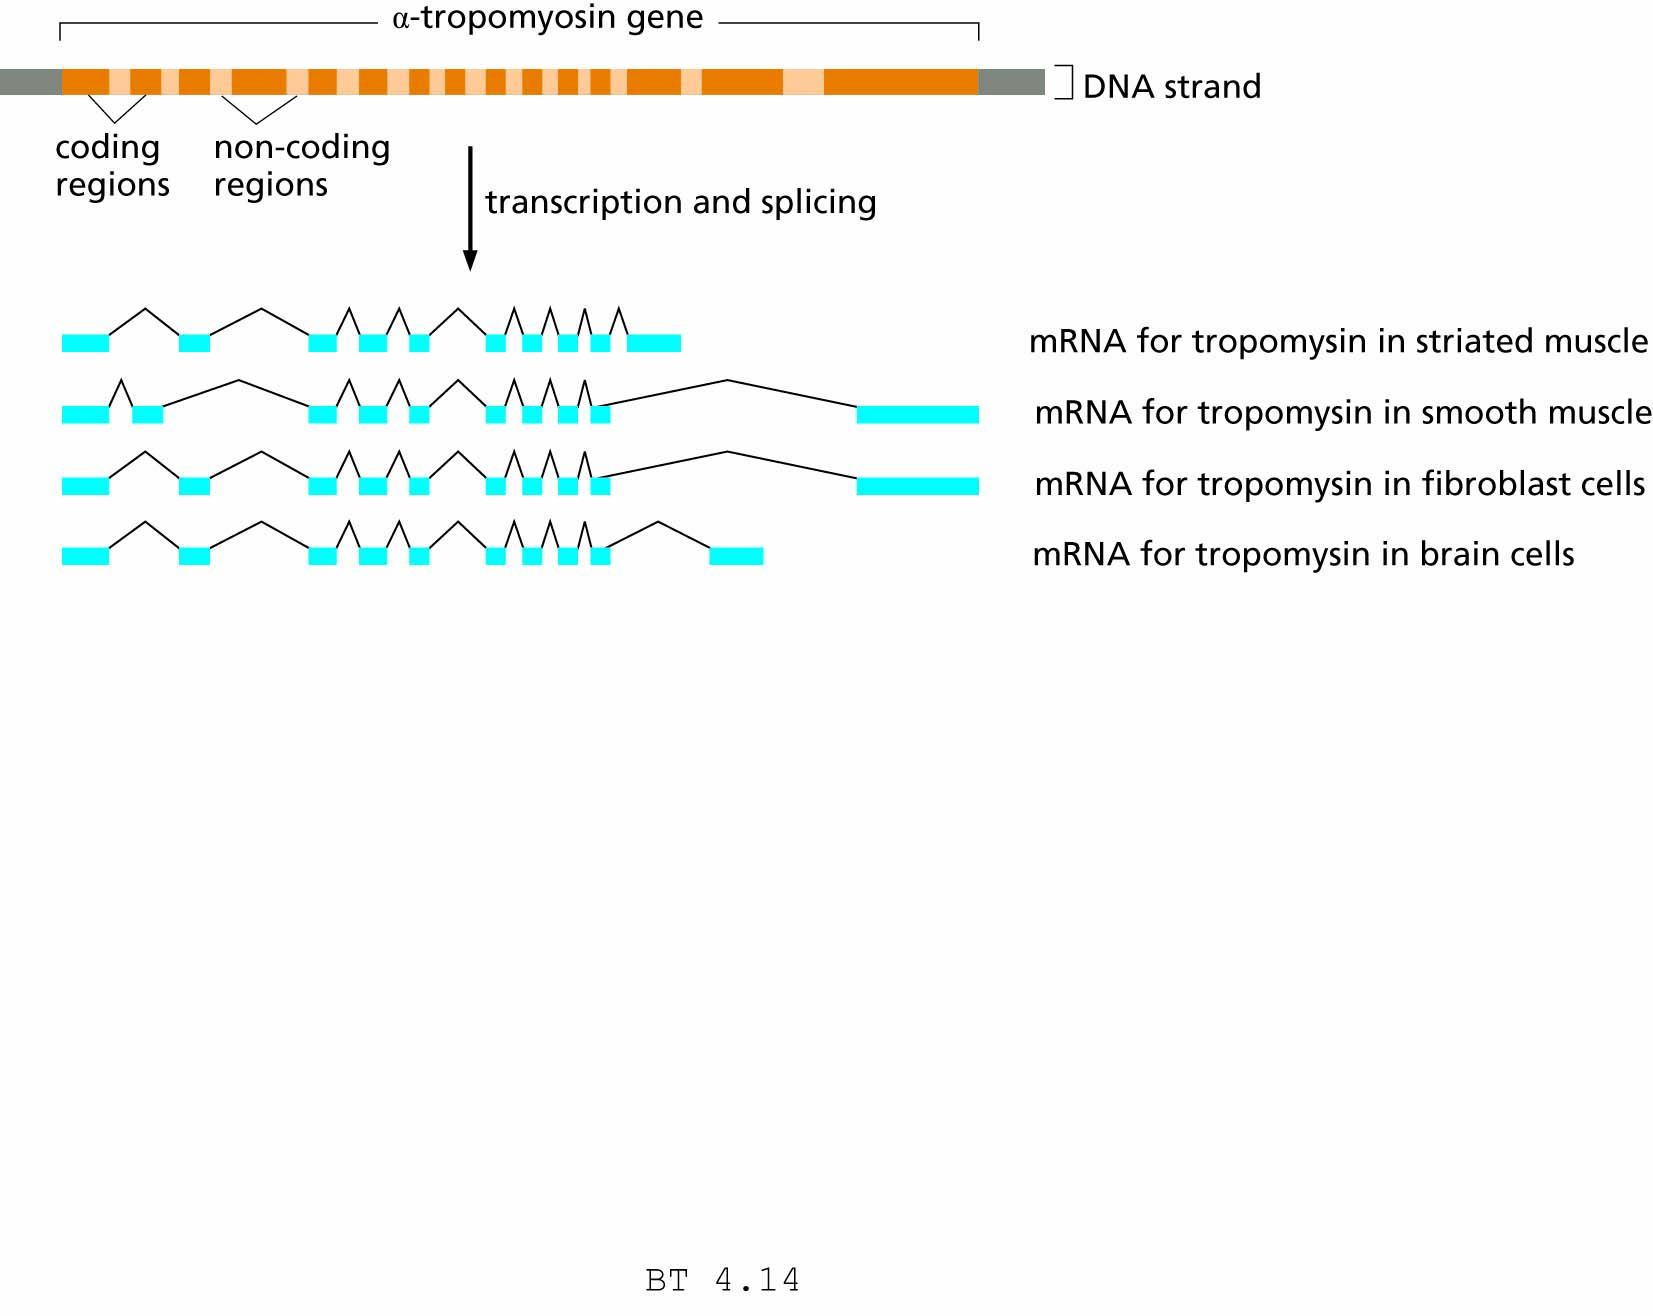 α-tropomyosin gene
DNA strand
coding
regions
non-coding
regions
transcription and splicing
mRNA for tropomysin in striated muscle
mRNA for tropomysin in smooth muscle
mRNA for tropomysin in fibroblast cells
mRNA for tropomysin in brain cells
BT 4.14